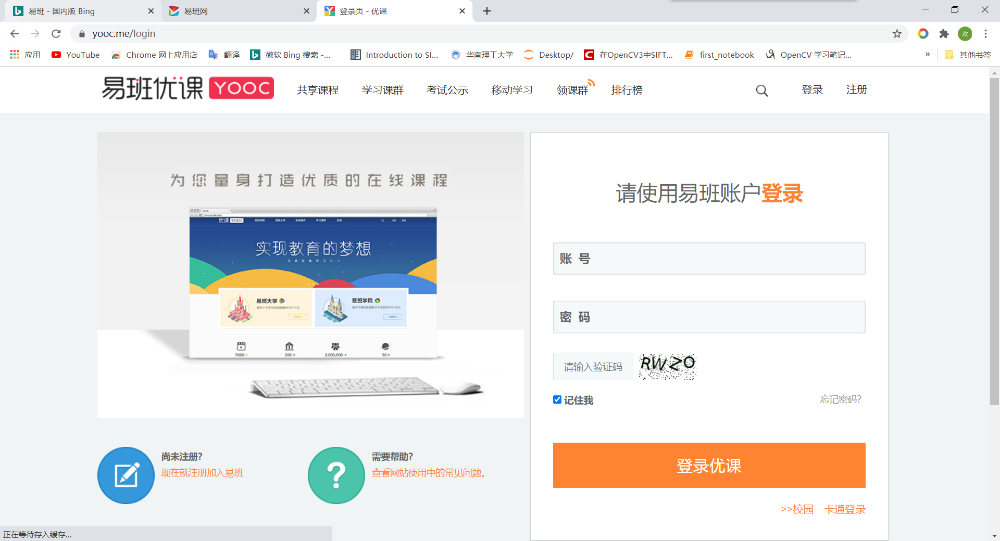 易班 - 国内版 Bing
易班网
登录页 - 优课
yooc.me/login
欢
应用
YouTube
Chrome 网上应用店
翻译
微软 Bing 搜索 -...
Introduction to SI...
华南理工大学
Desktop/
在OpenCV3中SIFT...
first_notebook
OpenCV 学习笔记...
»
其他书签
易班优课 YOOC
共享课程
学习课群
考试公示
移动学习
领课群
排行榜
登录
注册
为您量身打造优质的在线课程
优课 YOOC
实现教育的梦想
易班大学
易班学院
7000 +
200 +
2,000,000 +
50 +
请使用易班账户登录
账 号
密 码
请输入验证码
RWZO
记住我
忘记密码?
登录优课
>>校园一卡通登录
尚未注册?
现在就注册加入易班
需要帮助?
查看网站使用中的常见问题。
正在等待存入缓存...